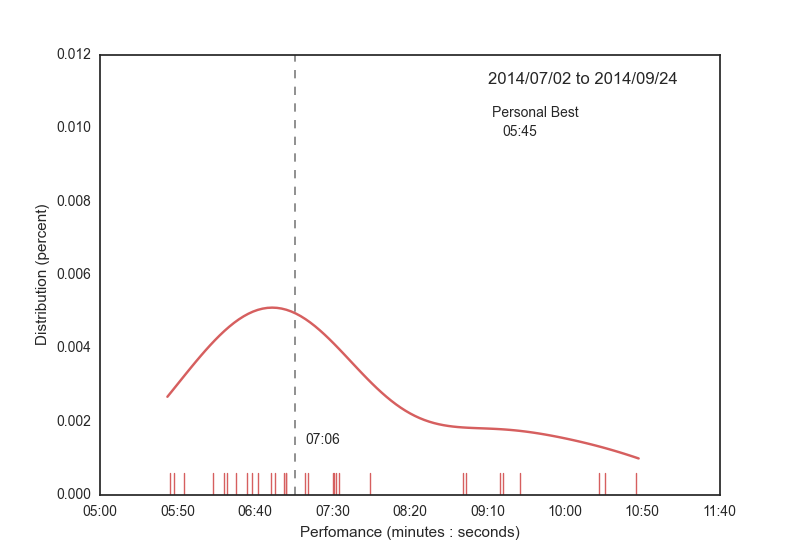 2014/07/02 to 2014/09/24
Personal Best
05:45
0.012
0.010
0.008
0.006
0.004
0.002
0.000
Distribution (percent)
07:06
05:00 05:50 06:40 07:30 08:20 09:10 10:00 10:50 11:40
Perfomance (minutes : seconds)